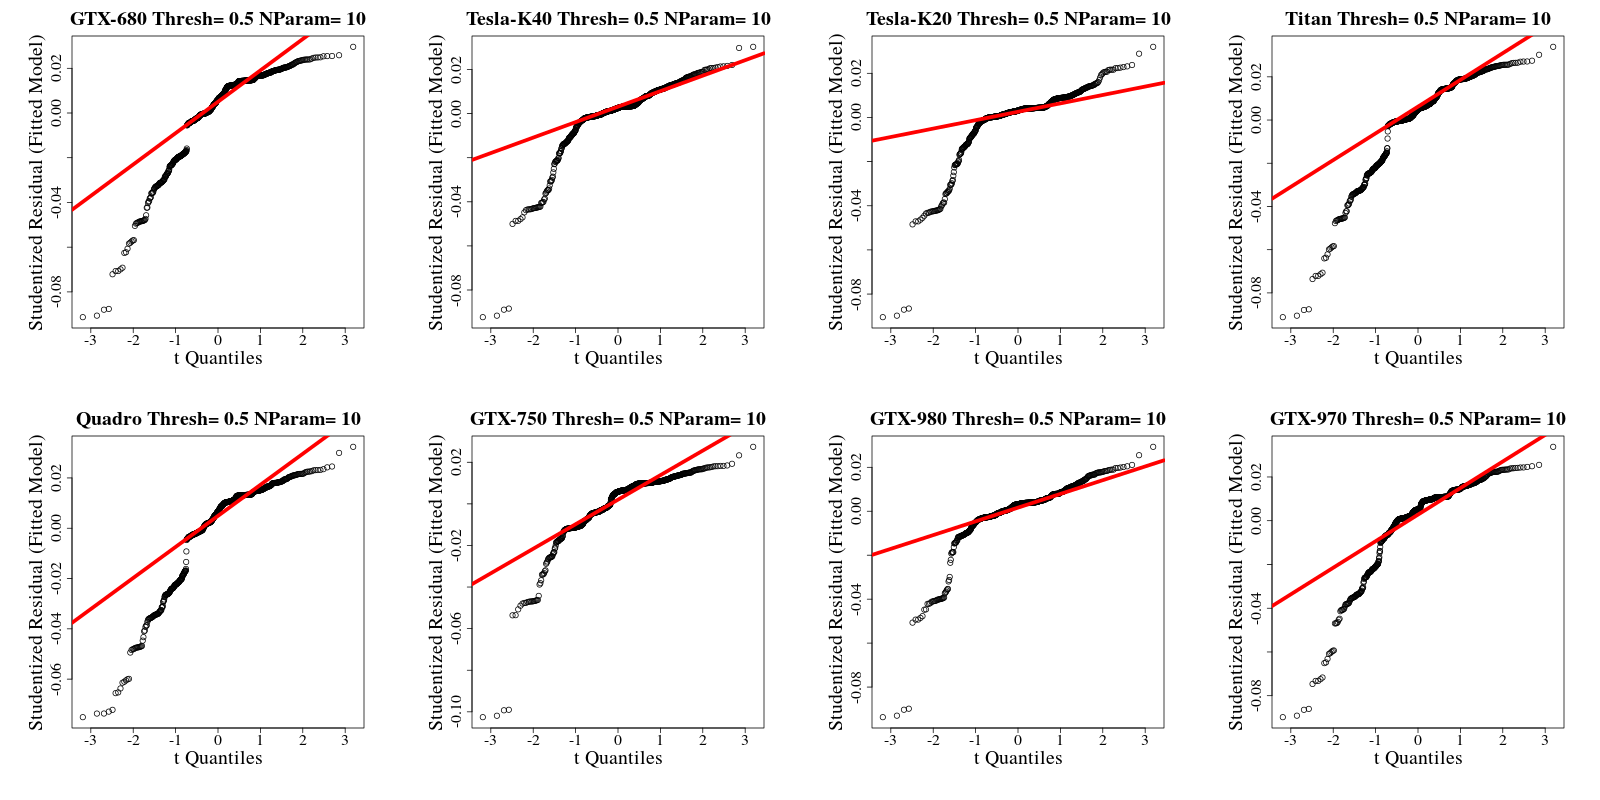 GTX-680 Thresh= 0.5 NParam= 10
Studentized Residual (Fitted Model)
0.02
0.00
-0.04
-0.08
-3 -2 -1 0 1 2 3
t Quantiles
Tesla-K40 Thresh= 0.5 NParam= 10
Studentized Residual (Fitted Model)
0.02
0.00
-0.04
-0.08
-3 -2 -1 0 1 2 3
t Quantiles
Tesla-K20 Thresh= 0.5 NParam= 10
Studentized Residual (Fitted Model)
0.02
0.00
-0.04
-0.08
-3 -2 -1 0 1 2 3
t Quantiles
Titan Thresh= 0.5 NParam= 10
Studentized Residual (Fitted Model)
0.02
0.00
-0.04
-0.08
-3 -2 -1 0 1 2 3
t Quantiles
Quadro Thresh= 0.5 NParam= 10
Studentized Residual (Fitted Model)
0.02
0.00
-0.02
-0.04
-0.06
-3 -2 -1 0 1 2 3
t Quantiles
GTX-750 Thresh= 0.5 NParam= 10
Studentized Residual (Fitted Model)
0.02
-0.02
-0.06
-0.10
-3 -2 -1 0 1 2 3
t Quantiles
GTX-980 Thresh= 0.5 NParam= 10
Studentized Residual (Fitted Model)
0.02
0.00
-0.04
-0.08
-3 -2 -1 0 1 2 3
t Quantiles
GTX-970 Thresh= 0.5 NParam= 10
Studentized Residual (Fitted Model)
0.02
0.00
-0.04
-0.08
-3 -2 -1 0 1 2 3
t Quantiles